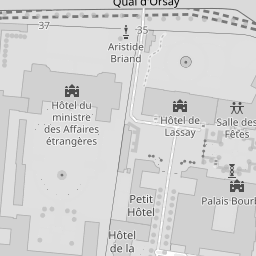 Quai d'Orsay
37
35
Aristide
Briand
Hôtel du
ministre
des Affaires
étrangères
Hôtel de
Lassay
Salle des
Fêtes
Petit
Hôtel
Palais Bourb
Hôtel
de la